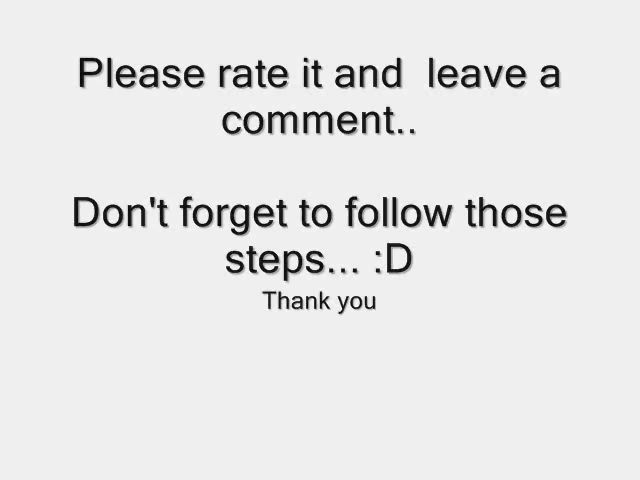 Please rate it and  leave a
comment..
Don't forget to follow those
steps... :D
Thank you